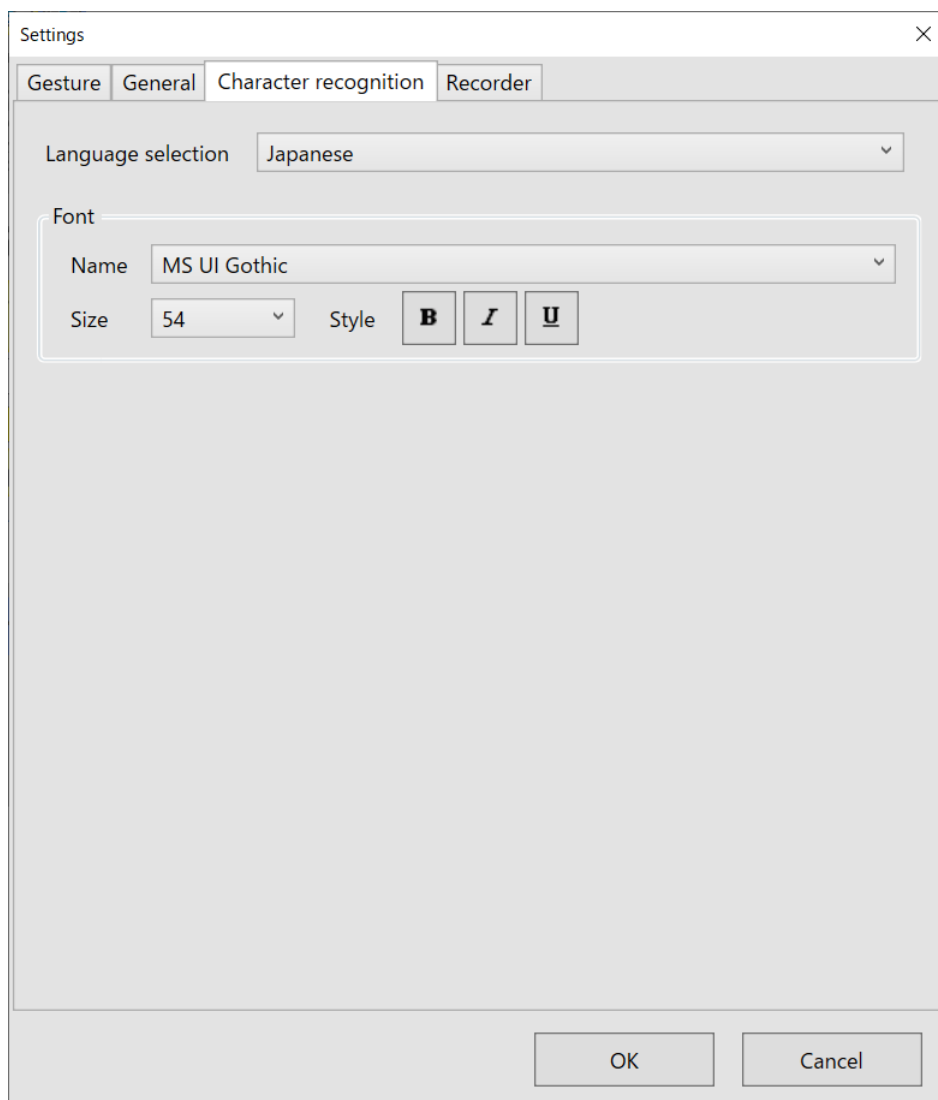 Settings
Gesture General Character recognition Recorder
Language selection Japanese
Font
Name MS UI Gothic
Size 54 Style B I U
OK Cancel